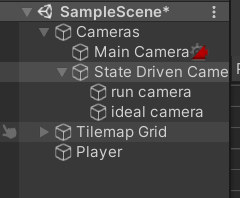 SampleScene*
Cameras
Main Camera
State Driven Came
run camera
ideal camera
Tilemap Grid
Player